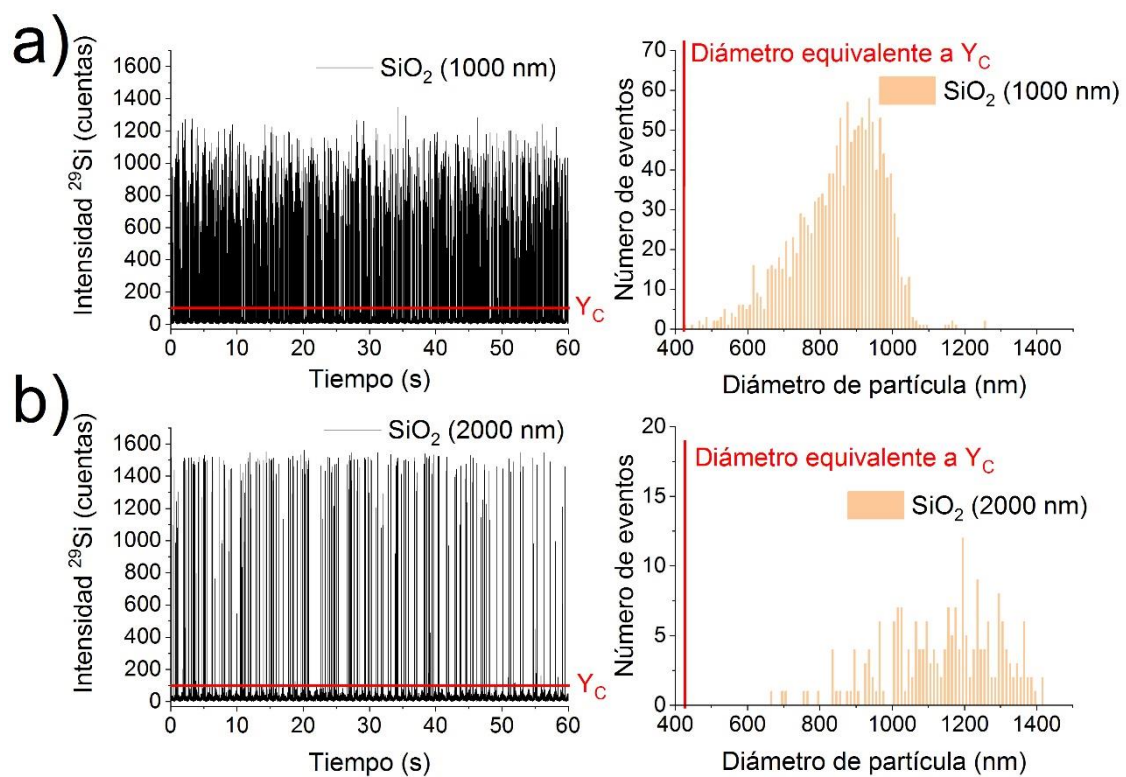 a)
1600
1400
1200
1000
800
600
400
200
0
Intensidad ²⁹Si (cuentas)
SiO₂ (1000 nm)
Y_C
0 10 20 30 40 50 60
Tiempo (s)
70
60
50
40
30
20
10
0
Número de eventos
Diámetro equivalente a Y_C
SiO₂ (1000 nm)
400 600 800 1000 1200 1400
Diámetro de partícula (nm)
b)
1600
1400
1200
1000
800
600
400
200
0
Intensidad ²⁹Si (cuentas)
SiO₂ (2000 nm)
Y_C
0 10 20 30 40 50 60
Tiempo (s)
20
15
10
5
0
Número de eventos
Diámetro equivalente a Y_C
SiO₂ (2000 nm)
400 600 800 1000 1200 1400
Diámetro de partícula (nm)